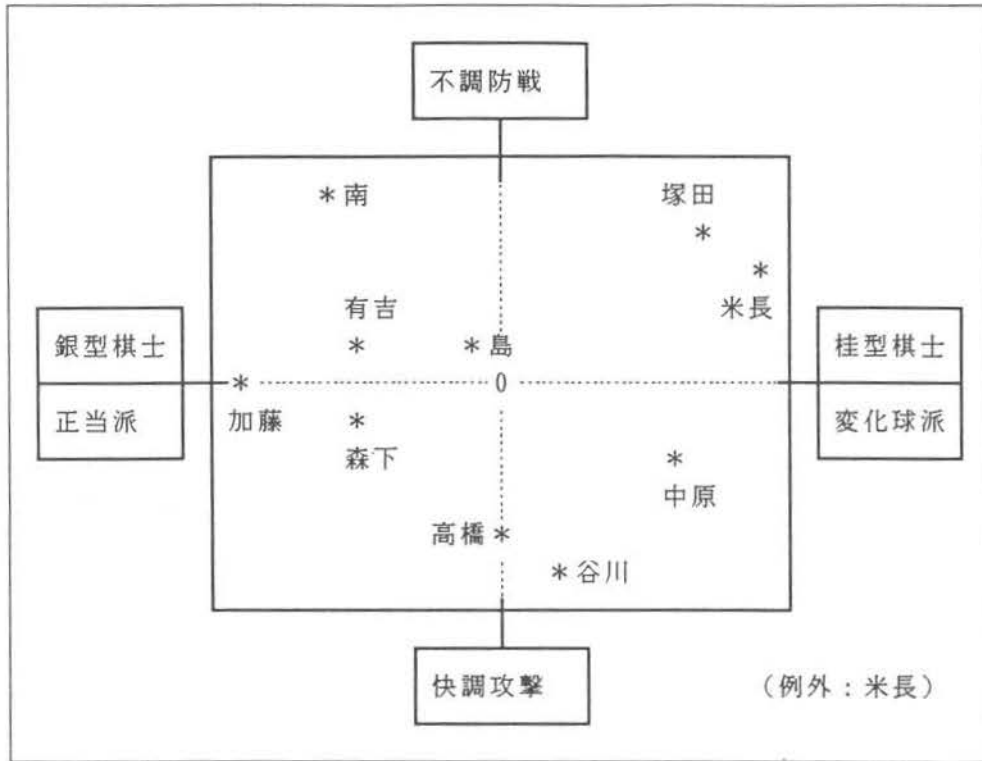 不調防戦
*南
塚田
*
*
米長
有吉
*
*島
銀型棋士
正当派
*
0
桂型棋士
変化球派
加藤
*
森下
*
中原
高橋*
*谷川
快調攻撃
(例外:米長)